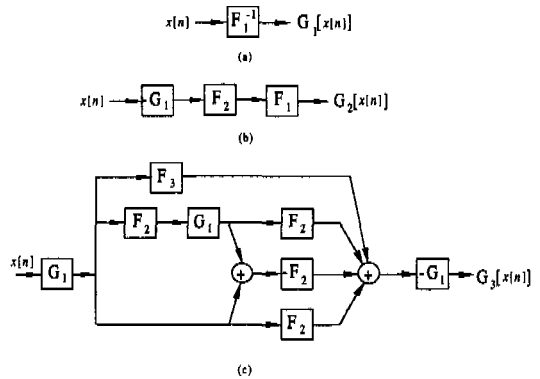 x[n] F₁⁻¹ G₁[x[n]]
(a)
x[n] G₁ F₂ F₁ G₂[x[n]]
(b)
F₃
F₂ G₁ F₂
x[n] G₁ + -F₂ + -G₁ G₃[x[n]]
F₂
(c)